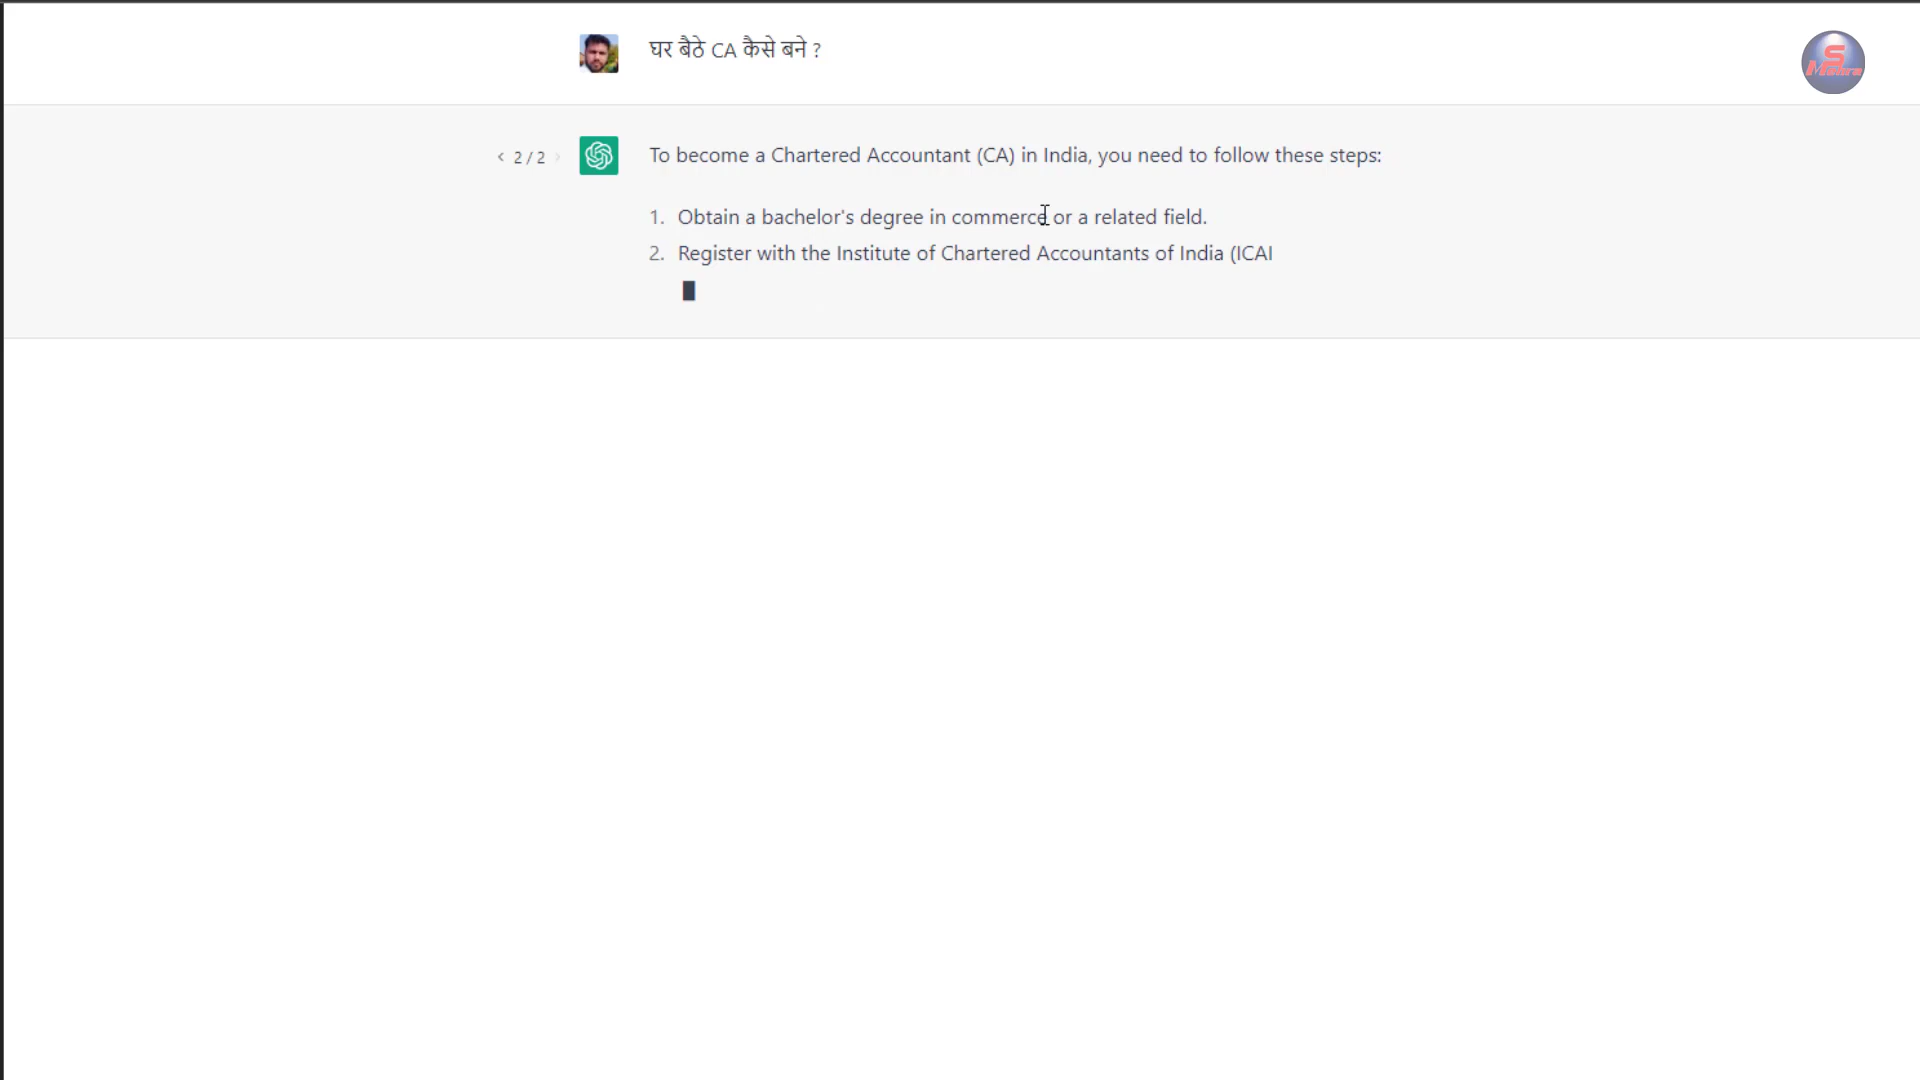 घर बैठे CA कैसे बने ?
S
Mehra
< 2 / 2 >
To become a Chartered Accountant (CA) in India, you need to follow these steps:
1. Obtain a bachelor's degree in commerce or a related field.
2. Register with the Institute of Chartered Accountants of India (ICAI